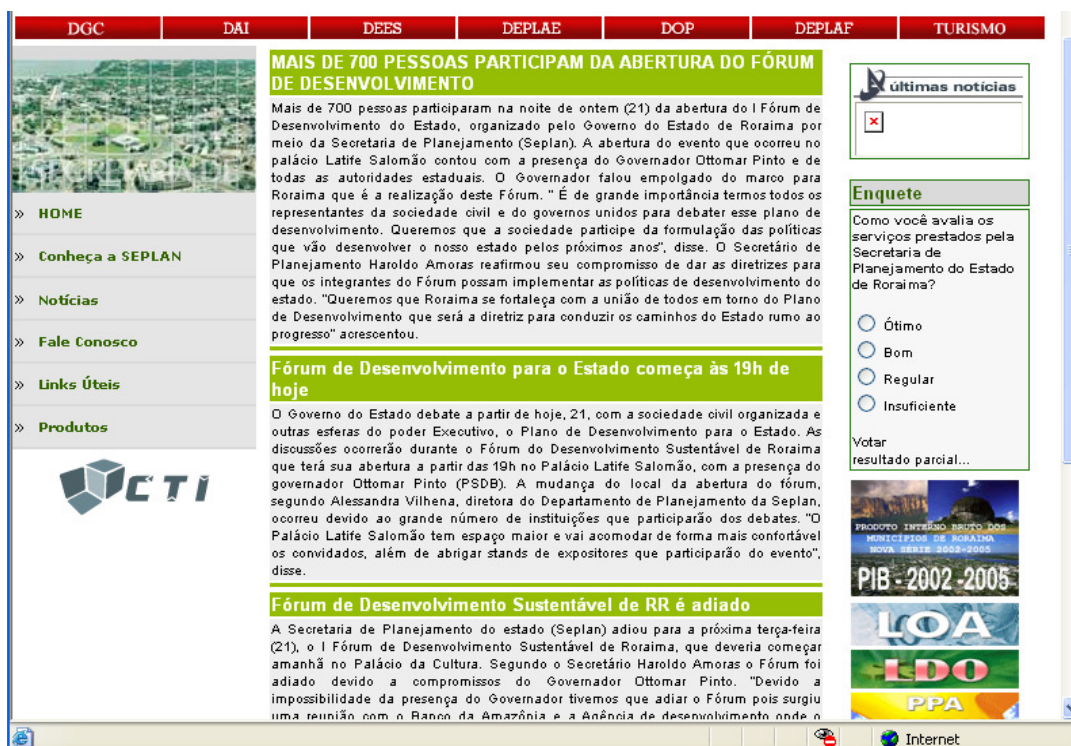 DGC DAI DEES DEPLAE DOP DEPLAF TURISMO
SECRETARIA DE
» HOME
» Conheça a SEPLAN
» Notícias
» Fale Conosco
» Links Úteis
» Produtos
CTI
MAIS DE 700 PESSOAS PARTICIPAM DA ABERTURA DO FÓRUM
DE DESENVOLVIMENTO
Mais de 700 pessoas participaram na noite de ontem (21) da abertura do I Fórum de
Desenvolvimento do Estado, organizado pelo Governo do Estado de Roraima por
meio da Secretaria de Planejamento (Seplan). A abertura do evento que ocorreu no
palácio Latife Salomão contou com a presença do Governador Ottomar Pinto e de
todas as autoridades estaduais. O Governador falou empolgado do marco para
Roraima que é a realização deste Fórum. " É de grande importância termos todos os
representantes da sociedade civil e do governos unidos para debater esse plano de
desenvolvimento. Queremos que a sociedade participe da formulação das políticas
que vão desenvolver o nosso estado pelos próximos anos", disse. O Secretário de
Planejamento Haroldo Amoras reafirmou seu compromisso de dar as diretrizes para
que os integrantes do Fórum possam implementar as políticas de desenvolvimento do
estado. "Queremos que Roraima se fortaleça com a união de todos em torno do Plano
de Desenvolvimento que será a diretriz para conduzir os caminhos do Estado rumo ao
progresso" acrescentou.
Fórum de Desenvolvimento para o Estado começa às 19h de
hoje
O Governo do Estado debate a partir de hoje, 21, com a sociedade civil organizada e
outras esferas do poder Executivo, o Plano de Desenvolvimento para o Estado. As
discussões ocorrerão durante o Fórum do Desenvolvimento Sustentável de Roraima
que terá sua abertura a partir das 19h no Palácio Latife Salomão, com a presença do
governador Ottomar Pinto (PSDB). A mudança do local da abertura do fórum,
segundo Alessandra Vilhena, diretora do Departamento de Planejamento da Seplan,
ocorreu devido ao grande número de instituições que participarão dos debates. "O
Palácio Latife Salomão tem espaço maior e vai acomodar de forma mais confortável
os convidados, além de abrigar stands de expositores que participarão do evento",
disse.
Fórum de Desenvolvimento Sustentável de RR é adiado
A Secretaria de Planejamento do estado (Seplan) adiou para a próxima terça-feira
(21), o I Fórum de Desenvolvimento Sustentável de Roraima, que deveria começar
amanhã no Palácio da Cultura. Segundo o Secretário Haroldo Amoras o Fórum foi
adiado devido a compromissos do Governador Ottomar Pinto. "Devido a
impossibilidade da presença do Governador tivemos que adiar o Fórum pois surgiu
uma reunião com o Banco da Amazônia e a Agência de desenvolvimento onde o
últimas notícias
Enquete
Como você avalia os
serviços prestados pela
Secretaria de
Planejamento do Estado
de Roraima?
Ótimo
Bom
Regular
Insuficiente
Votar
resultado parcial...
PRODUTO INTERNO BRUTO DOS
MUNICÍPIOS DE RORAIMA
NOVA SÉRIE 2002-2005
PIB - 2002 -2005
LOA
LDO
PPA
Internet